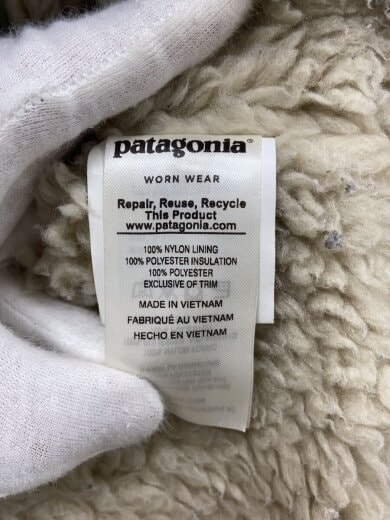 patagonia®
WORN WEAR
Repair, Reuse, Recycle
This Product
www.patagonia.com
100% NYLON LINING
100% POLYESTER INSULATION
100% POLYESTER
EXCLUSIVE OF TRIM
MADE IN VIETNAM
FABRIQUÉ AU VIETNAM
HECHO EN VIETNAM